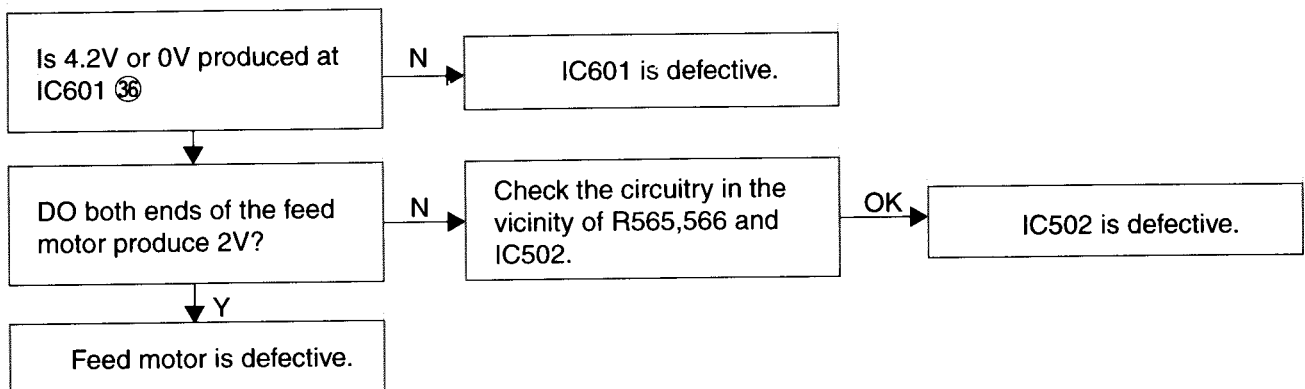 Is 4.2V or 0V produced at
IC601 ㊱
N
IC601 is defective.
DO both ends of the feed
motor produce 2V?
N
Check the circuitry in the
vicinity of R565,566 and
IC502.
OK
IC502 is defective.
Y
Feed motor is defective.